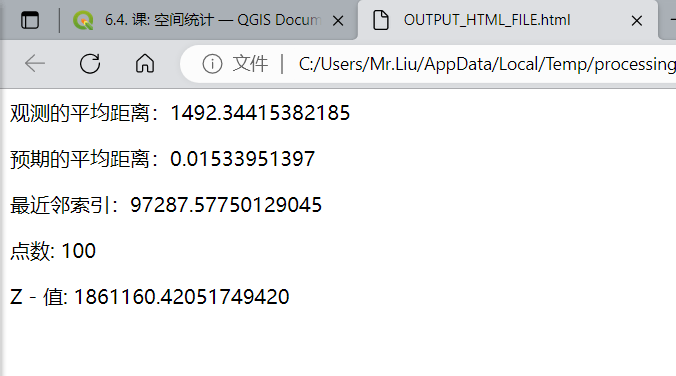 6.4. 课: 空间统计 — QGIS Docum
OUTPUT_HTML_FILE.html
文件
C:/Users/Mr.Liu/AppData/Local/Temp/processing
观测的平均距离：1492.34415382185
预期的平均距离：0.01533951397
最近邻索引：97287.57750129045
点数: 100
Z - 值: 1861160.42051749420